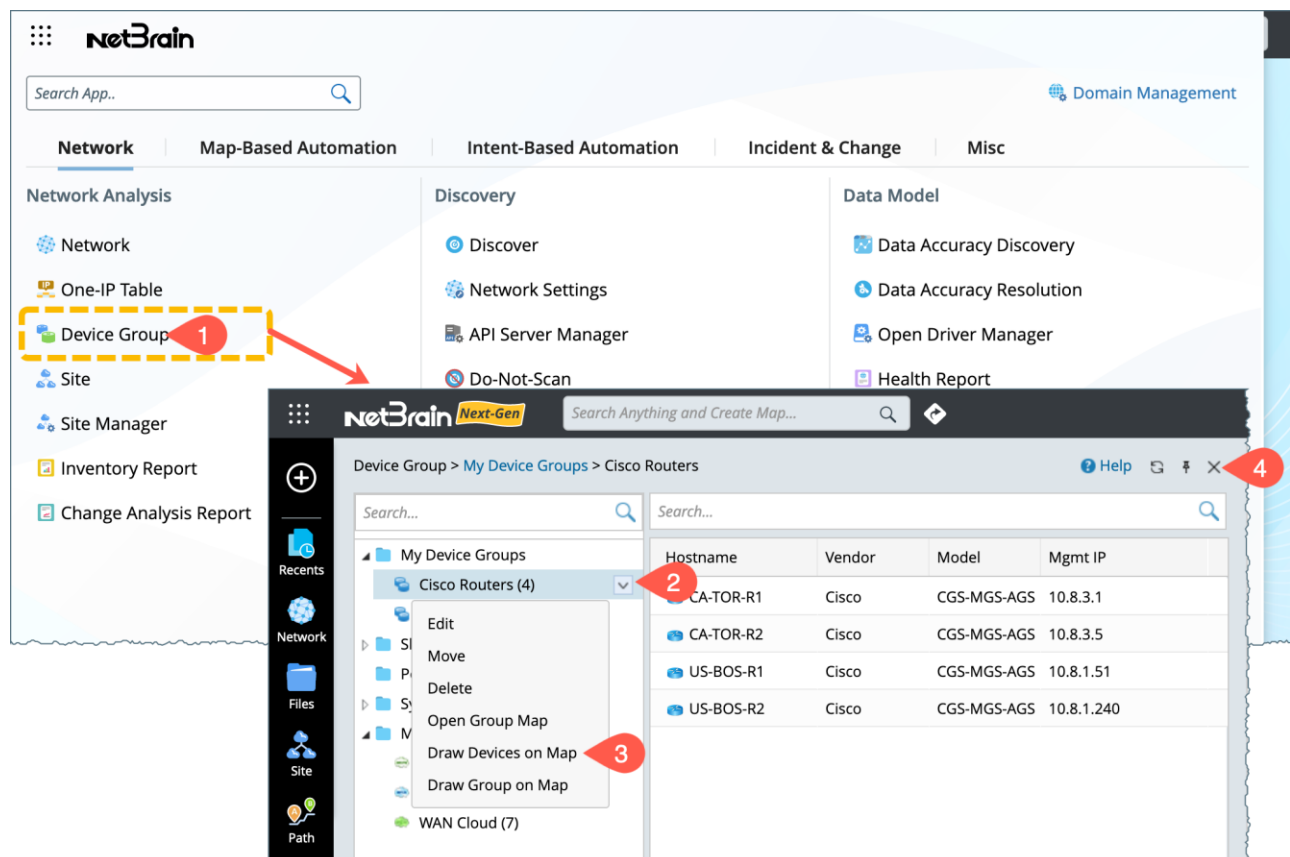 NetBrain
Search App..
Domain Management
Network
Map-Based Automation
Intent-Based Automation
Incident & Change
Misc
Network Analysis
Network
One-IP Table
Device Group
1
Site
Site Manager
Inventory Report
Change Analysis Report
Discovery
Discover
Network Settings
API Server Manager
Do-Not-Scan
Data Model
Data Accuracy Discovery
Data Accuracy Resolution
Open Driver Manager
Health Report
NetBrain Next-Gen
Search Anything and Create Map...
Device Group > My Device Groups > Cisco Routers
Help
4
Recents
Network
Files
Site
Path
Search...
My Device Groups
Cisco Routers (4)
2
Edit
Move
Delete
Open Group Map
Draw Devices on Map
3
Draw Group on Map
WAN Cloud (7)
Search...
Hostname Vendor Model Mgmt IP
CA-TOR-R1 Cisco CGS-MGS-AGS 10.8.3.1
CA-TOR-R2 Cisco CGS-MGS-AGS 10.8.3.5
US-BOS-R1 Cisco CGS-MGS-AGS 10.8.1.51
US-BOS-R2 Cisco CGS-MGS-AGS 10.8.1.240